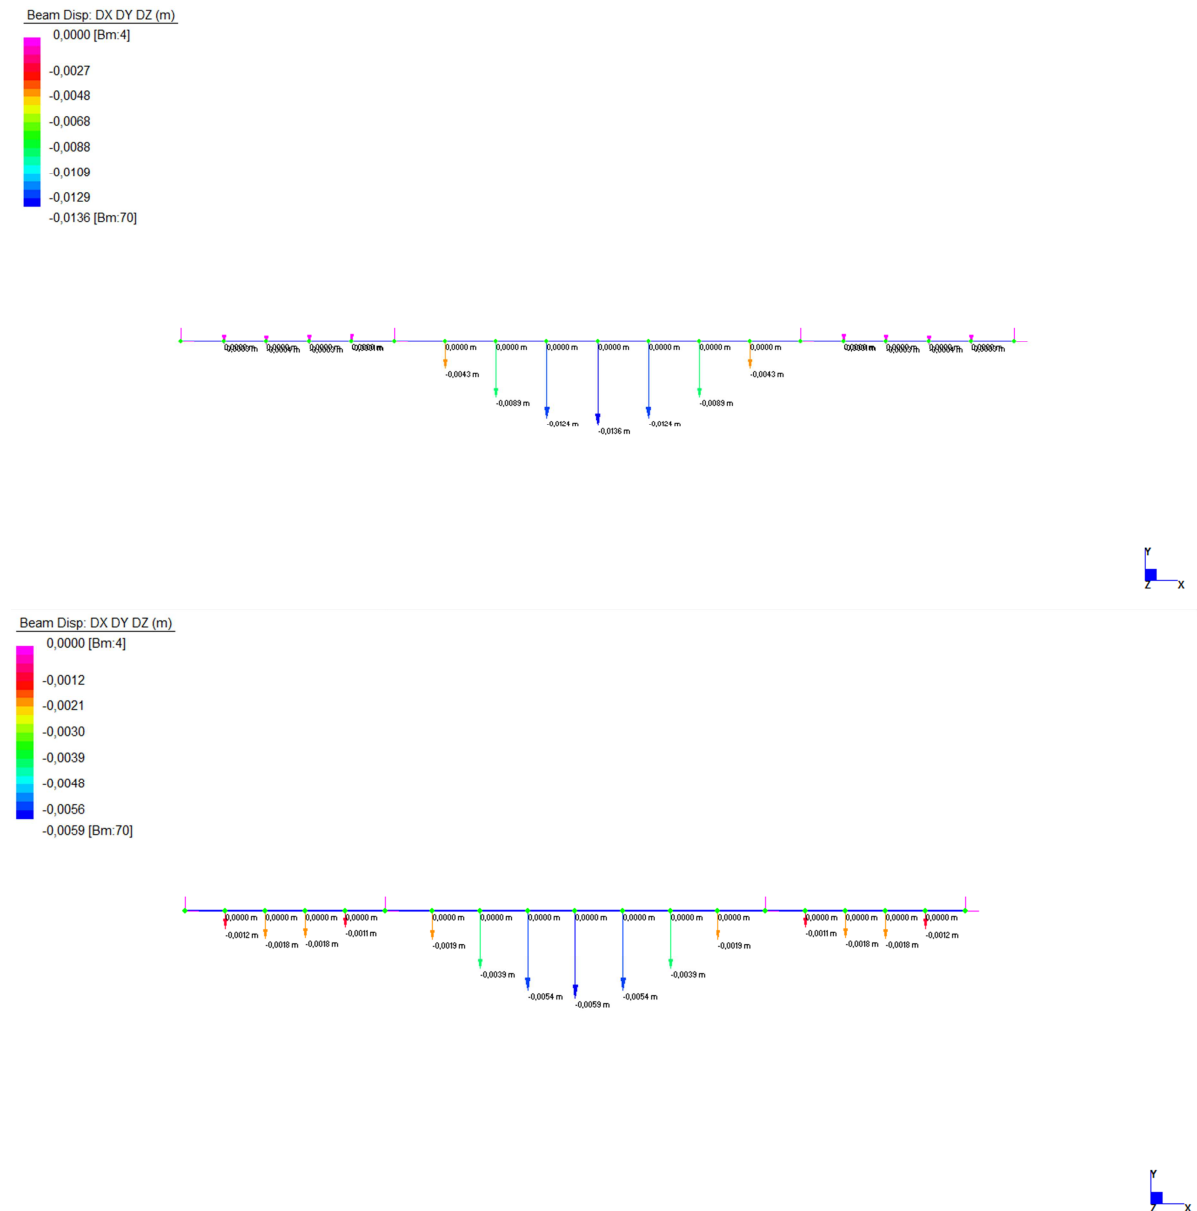 Beam Disp: DX DY DZ (m)
0,0000 [Bm:4]
-0,0027
-0,0048
-0,0068
-0,0088
-0,0109
-0,0129
-0,0136 [Bm:70]
0,0000 m 0,0000 m 0,0000 m 0,0000 m 0,0000 m 0,0000 m 0,0000 m
-0,0043 m -0,0043 m
-0,0089 m -0,0089 m
-0,0124 m -0,0124 m
-0,0136 m
Y
Z X
Beam Disp: DX DY DZ (m)
0,0000 [Bm:4]
-0,0012
-0,0021
-0,0030
-0,0039
-0,0048
-0,0056
-0,0059 [Bm:70]
0,0000 m 0,0000 m 0,0000 m 0,0000 m 0,0000 m 0,0000 m 0,0000 m 0,0000 m 0,0000 m 0,0000 m 0,0000 m 0,0000 m 0,0000 m 0,0000 m 0,0000 m
-0,0012 m -0,0011 m -0,0011 m -0,0012 m
-0,0018 m -0,0018 m -0,0019 m -0,0019 m -0,0018 m -0,0018 m
-0,0039 m -0,0039 m
-0,0054 m -0,0054 m
-0,0059 m
Y
Z X